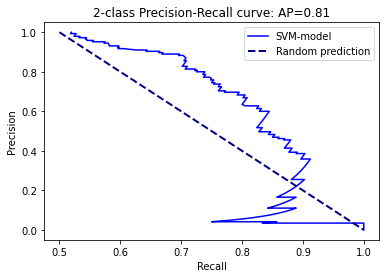 2-class Precision-Recall curve: AP=0.81
SVM-model
Random prediction
Precision
1.0
0.8
0.6
0.4
0.2
0.0
0.5 0.6 0.7 0.8 0.9 1.0
Recall